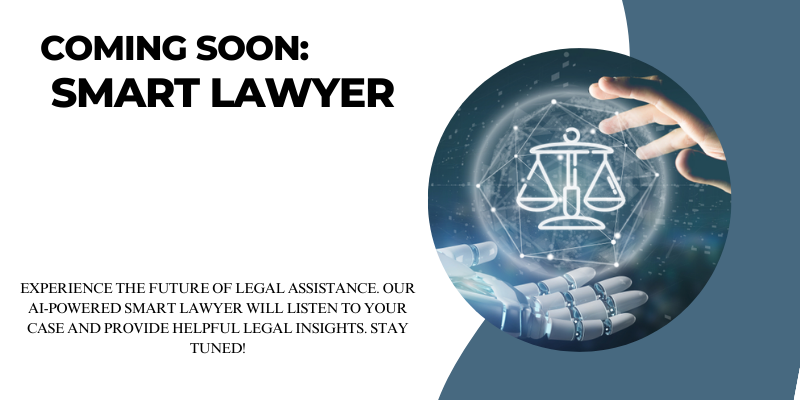 COMING SOON:
SMART LAWYER
EXPERIENCE THE FUTURE OF LEGAL ASSISTANCE. OUR
AI-POWERED SMART LAWYER WILL LISTEN TO YOUR
CASE AND PROVIDE HELPFUL LEGAL INSIGHTS. STAY
TUNED!